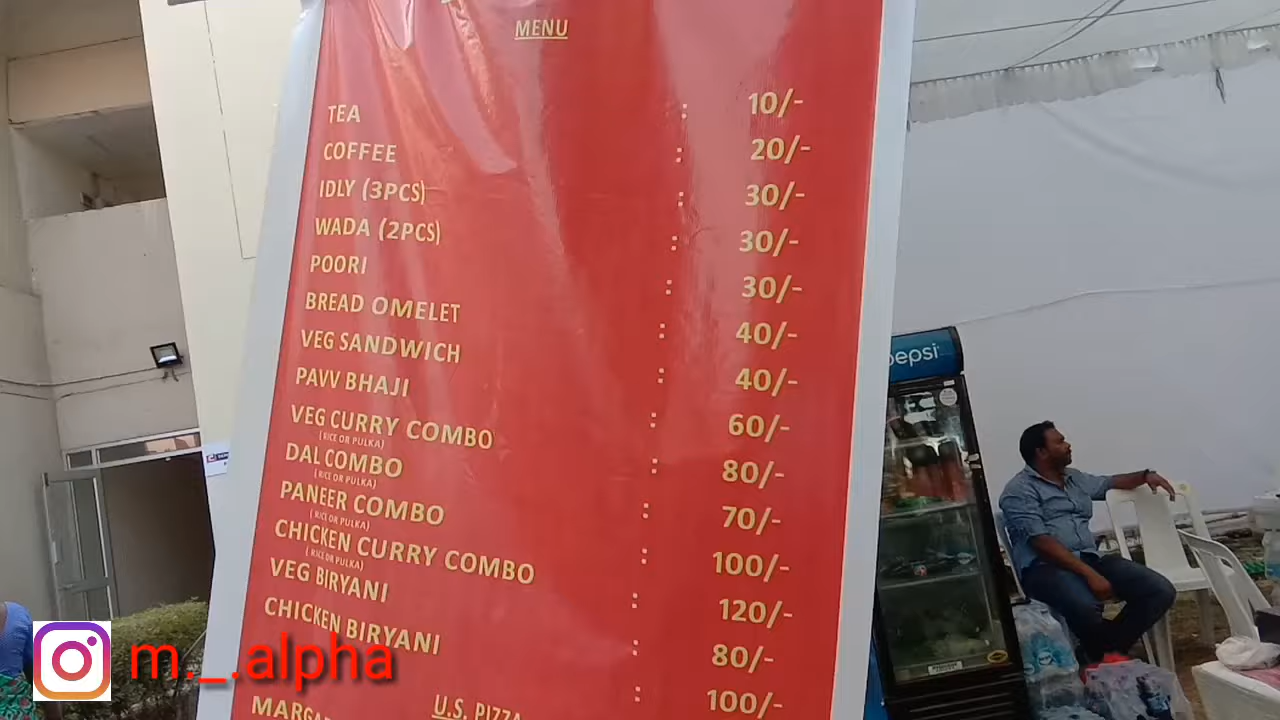 MENU
TEA : 10/-
COFFEE : 20/-
IDLY (3PCS) : 30/-
WADA (2PCS) : 30/-
POORI : 30/-
BREAD OMELET : 40/-
VEG SANDWICH : 40/-
PAVV BHAJI : 60/-
VEG CURRY COMBO : 80/-
(RICE OR PULKA)
DAL COMBO : 70/-
(RICE OR PULKA)
PANEER COMBO : 100/-
(RICE OR PULKA)
CHICKEN CURRY COMBO : 120/-
(RICE OR PULKA)
VEG BIRYANI : 80/-
CHICKEN BIRYANI : 100/-
U.S. PIZZA
pepsi
m._.alpha